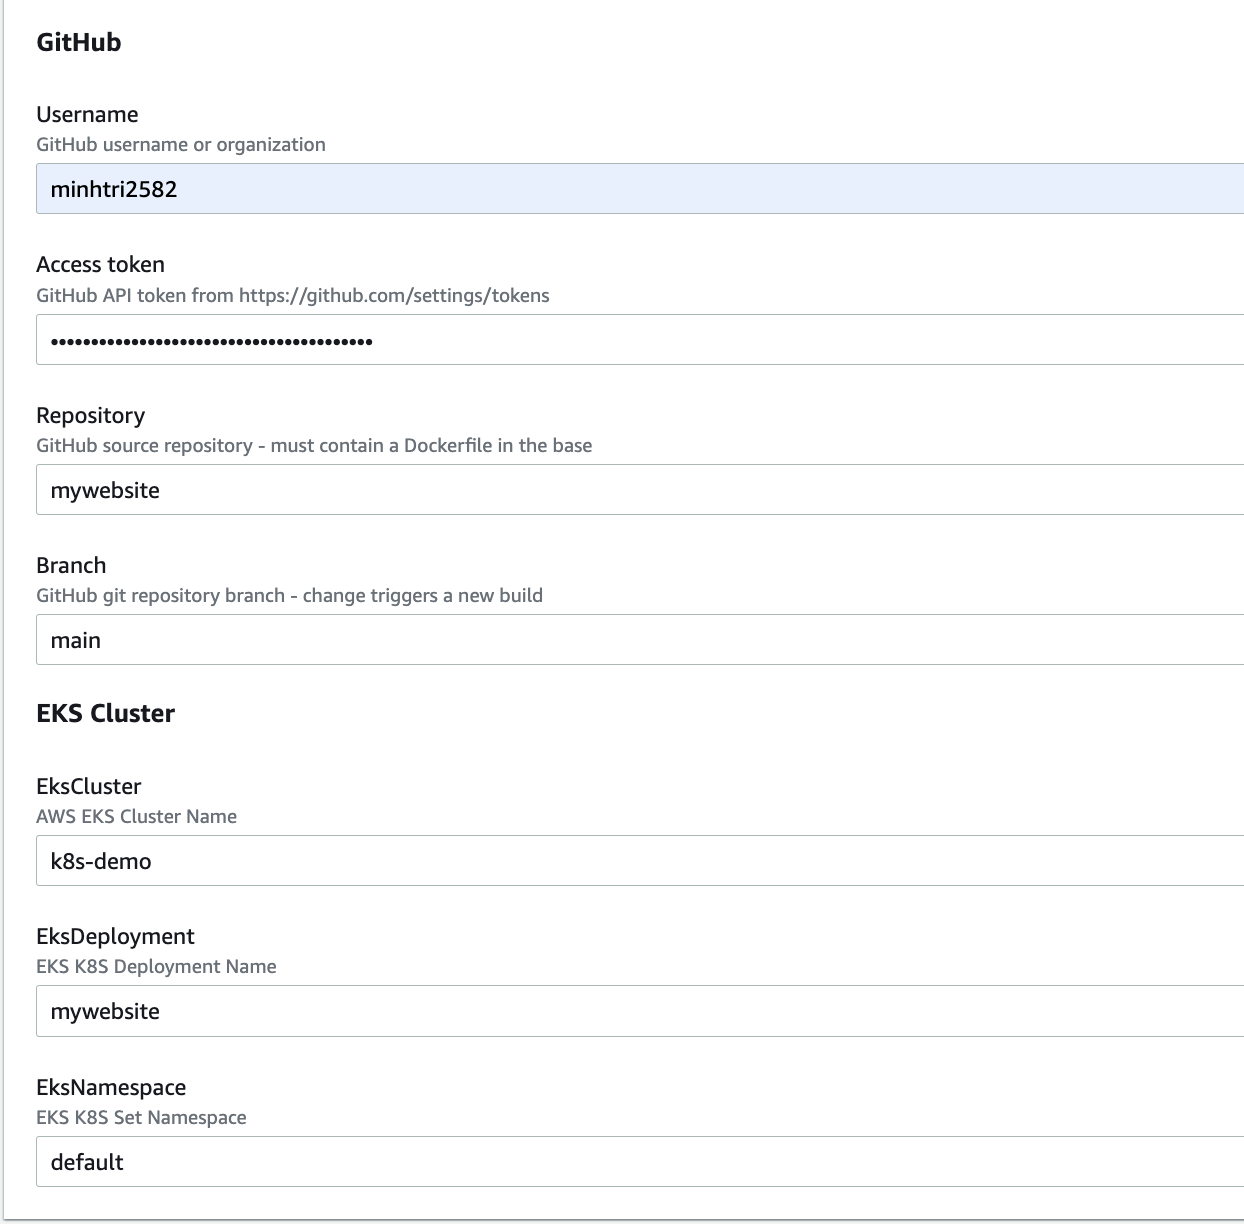 GitHub
Username
GitHub username or organization
minhtri2582
Access token
GitHub API token from https://github.com/settings/tokens
••••••••••••••••••••••••••••••••••••••••
Repository
GitHub source repository - must contain a Dockerfile in the base
mywebsite
Branch
GitHub git repository branch - change triggers a new build
main
EKS Cluster
EksCluster
AWS EKS Cluster Name
k8s-demo
EksDeployment
EKS K8S Deployment Name
mywebsite
EksNamespace
EKS K8S Set Namespace
default